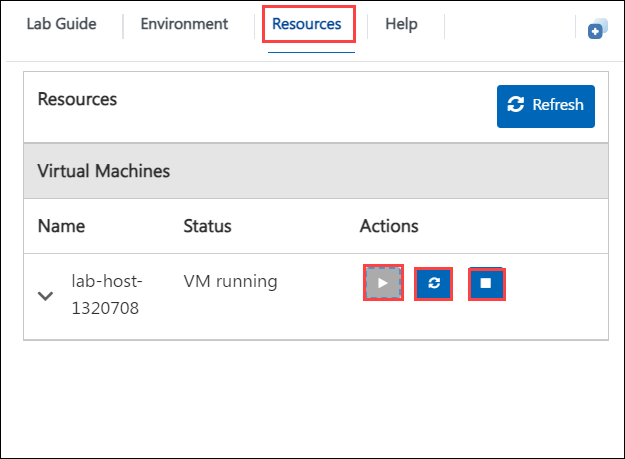 Lab Guide Environment Resources Help
Resources
Refresh
Virtual Machines
Name Status Actions
lab-host- VM running
1320708